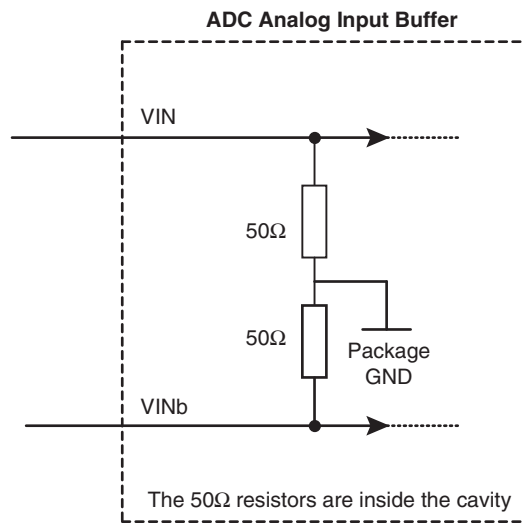 ADC Analog Input Buffer
VIN
50Ω
50Ω
Package
GND
VINb
The 50Ω resistors are inside the cavity